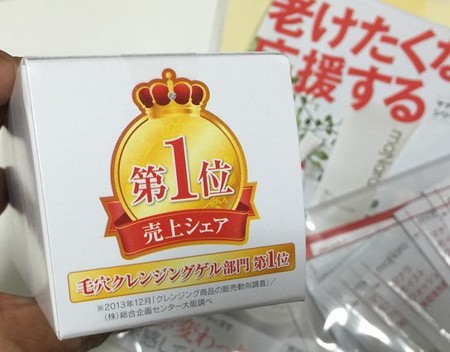 老けたくな
応援する
第1位
売上シェア
毛穴クレンジングゲル部門 第1位
※2013年12月「クレンジング商品の販売動向調査」／
(株)総合企画センター大阪調べ